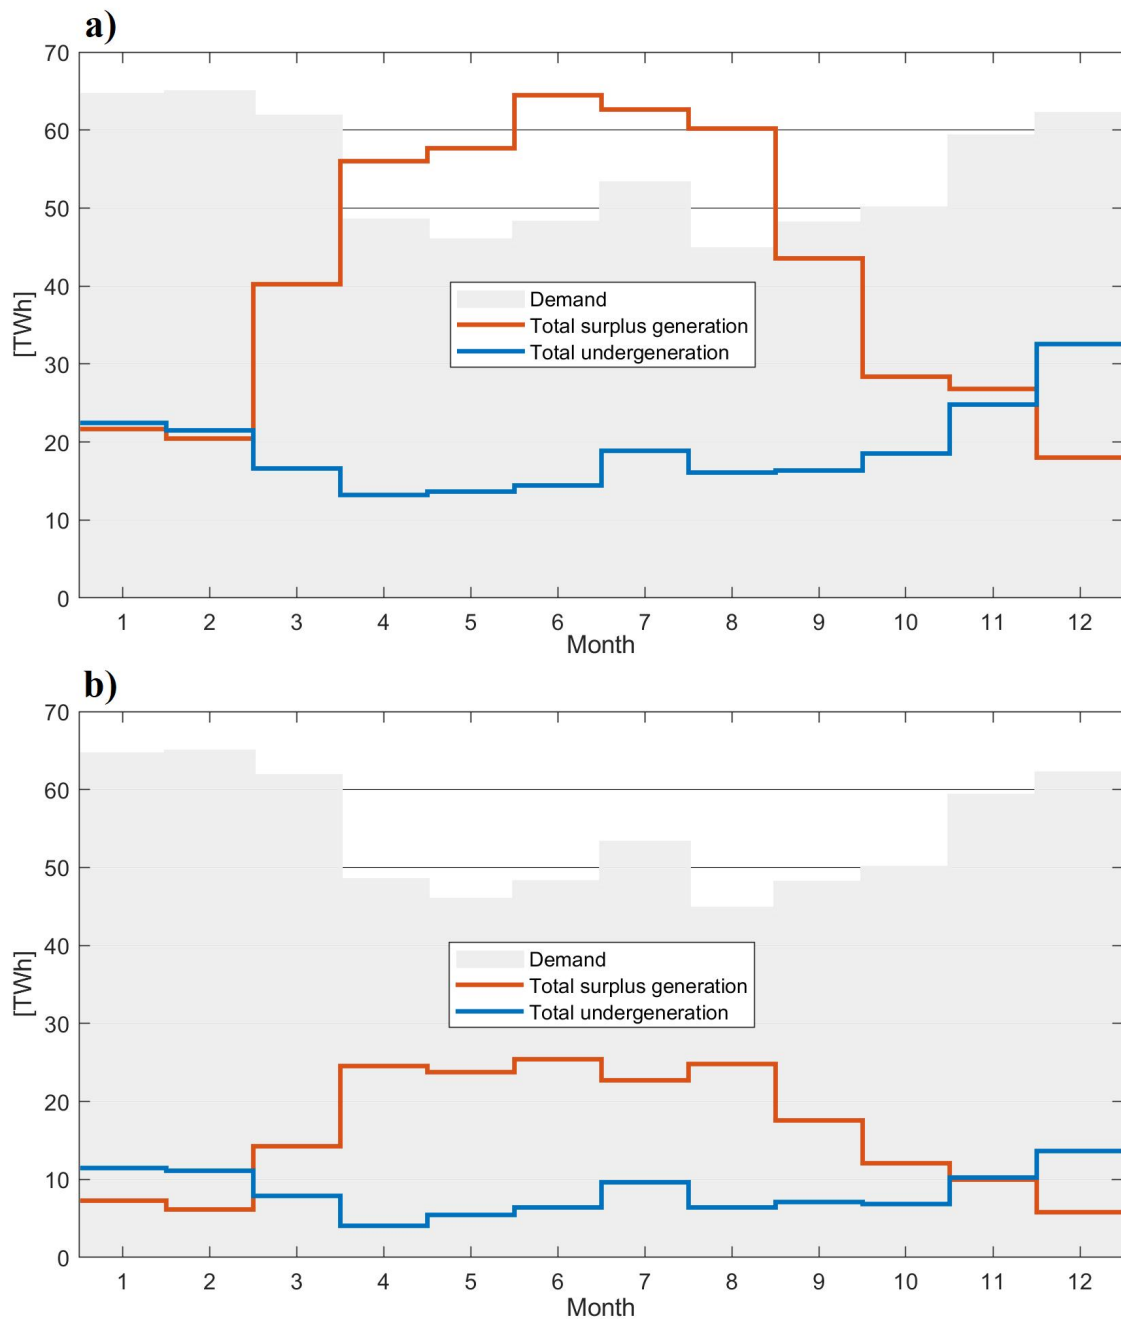 a)
70
60
50
40
30
20
10
0
[TWh]
Demand
Total surplus generation
Total undergeneration
1 2 3 4 5 6 7 8 9 10 11 12
Month
b)
70
60
50
40
30
20
10
0
[TWh]
Demand
Total surplus generation
Total undergeneration
1 2 3 4 5 6 7 8 9 10 11 12
Month